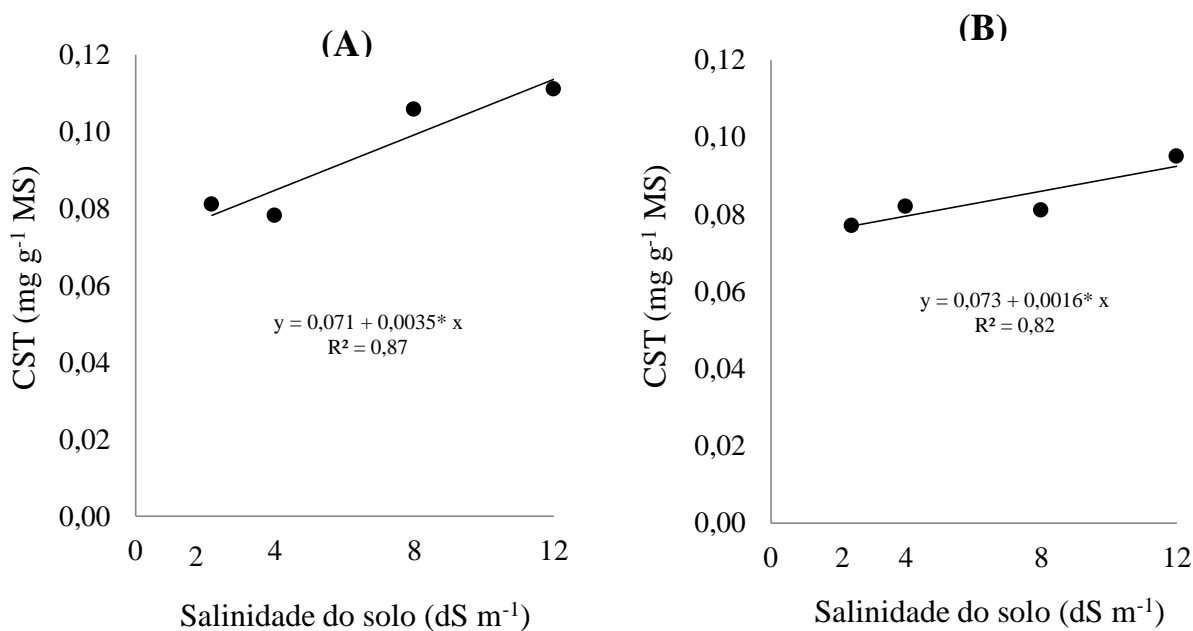 (A)
0,12
0,10
0,08
0,06
0,04
0,02
0,00
CST (mg g⁻¹ MS)
y = 0,071 + 0,0035* x
R² = 0,87
0 2 4 8 12
Salinidade do solo (dS m⁻¹)
(B)
0,12
0,10
0,08
0,06
0,04
0,02
0,00
CST (mg g⁻¹ MS)
y = 0,073 + 0,0016* x
R² = 0,82
0 2 4 8 12
Salinidade do solo (dS m⁻¹)